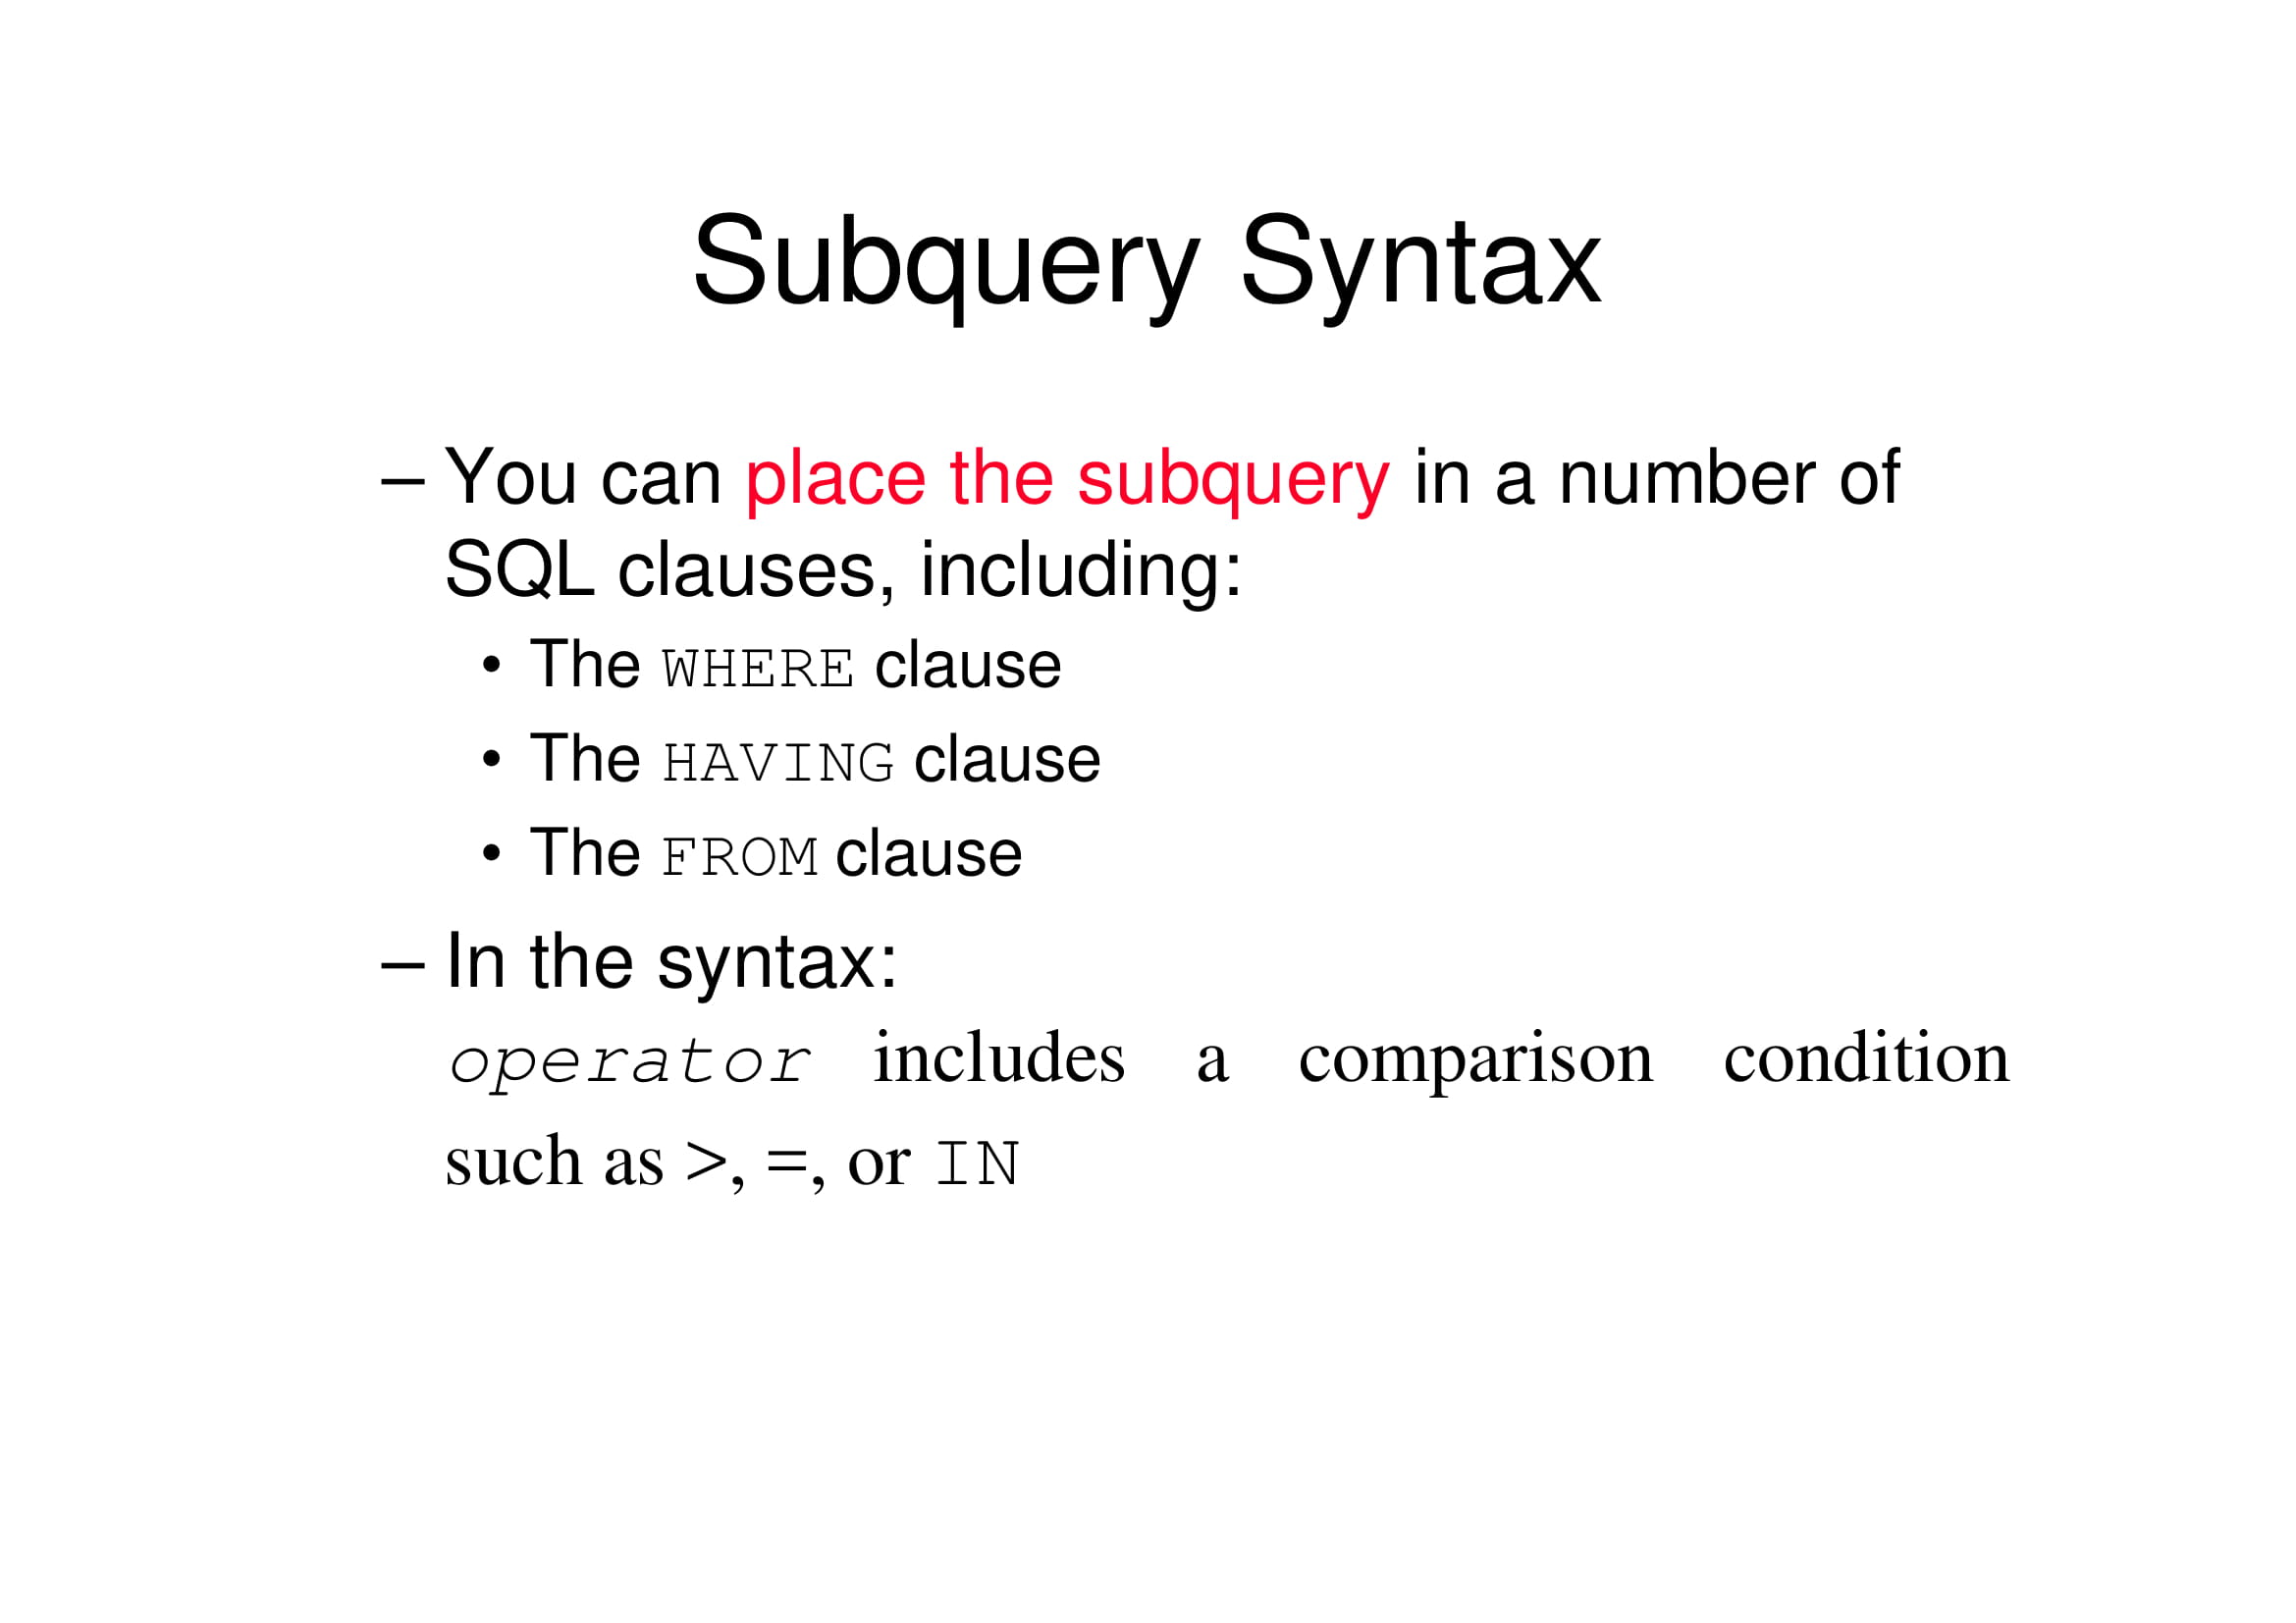 Subquery Syntax
– You can place the subquery in a number of
SQL clauses, including:
• The WHERE clause
• The HAVING clause
• The FROM clause
– In the syntax:
operator includes a comparison condition
such as >, =, or IN